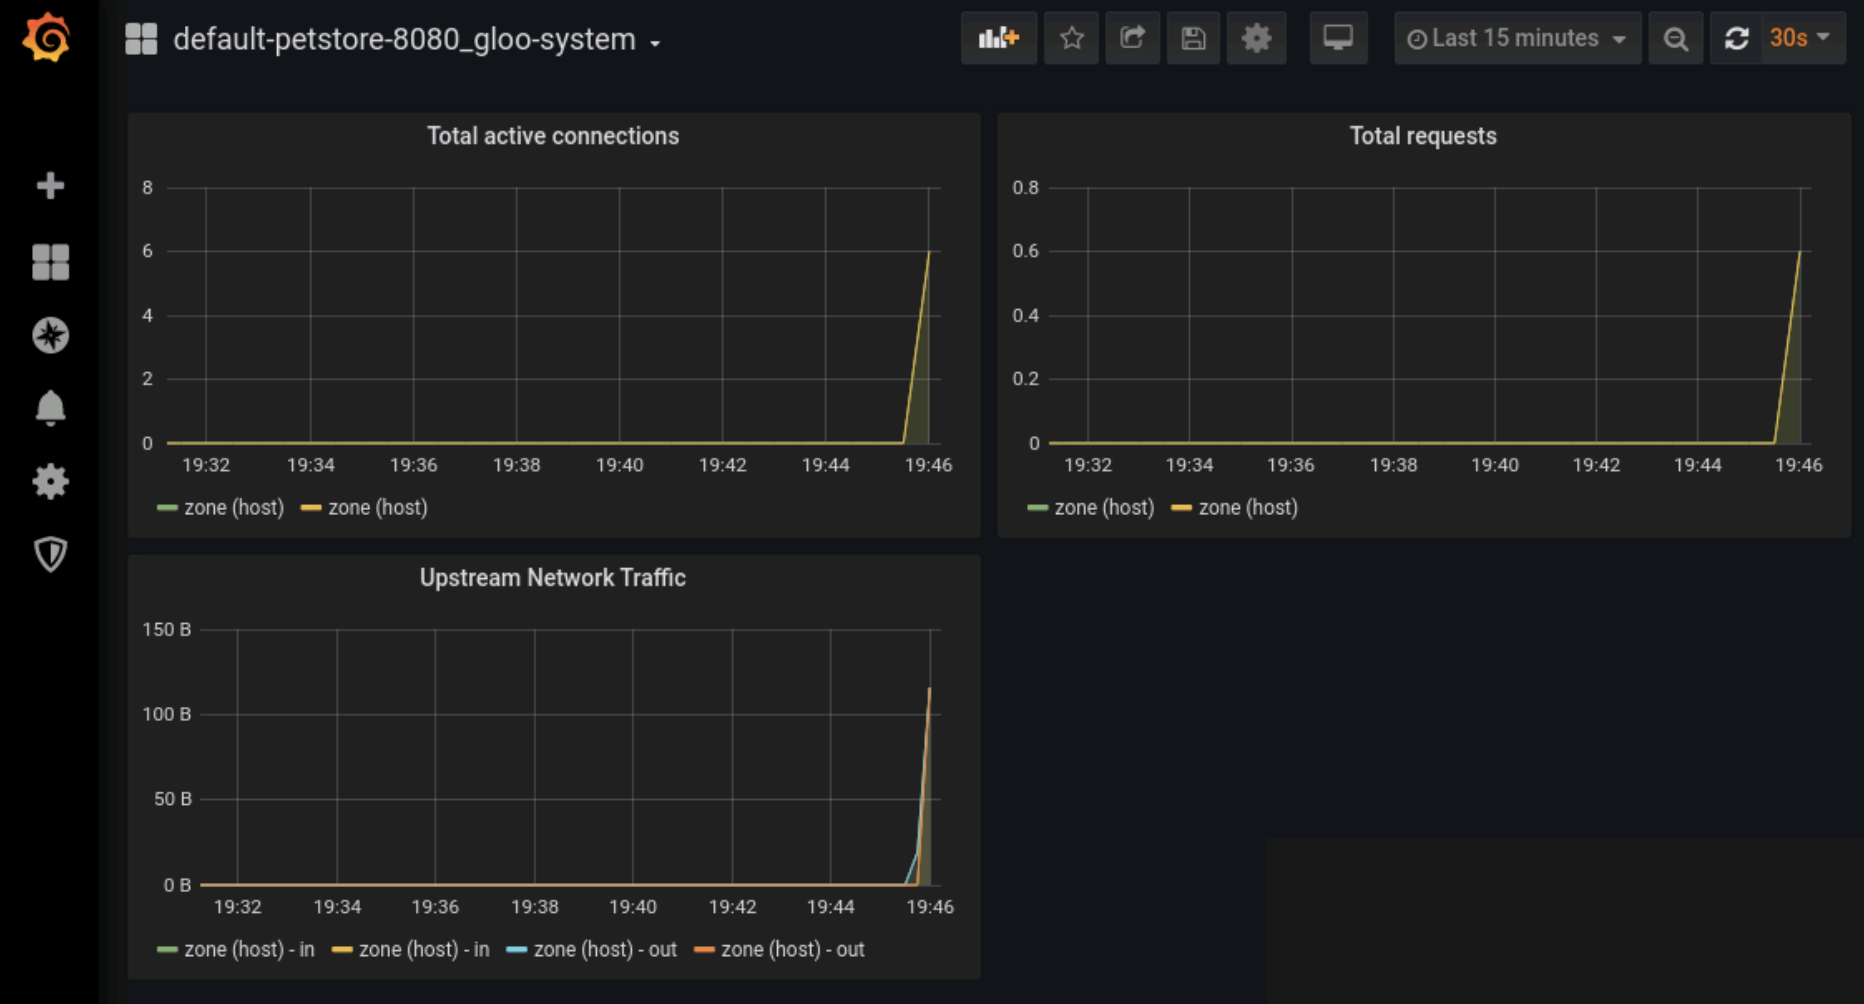 default-petstore-8080_gloo-system
Last 15 minutes
30s
Total active connections
8
6
4
2
0
19:32 19:34 19:36 19:38 19:40 19:42 19:44 19:46
zone (host) zone (host)
Total requests
0.8
0.6
0.4
0.2
0
19:32 19:34 19:36 19:38 19:40 19:42 19:44 19:46
zone (host) zone (host)
Upstream Network Traffic
150 B
100 B
50 B
0 B
19:32 19:34 19:36 19:38 19:40 19:42 19:44 19:46
zone (host) - in zone (host) - in zone (host) - out zone (host) - out